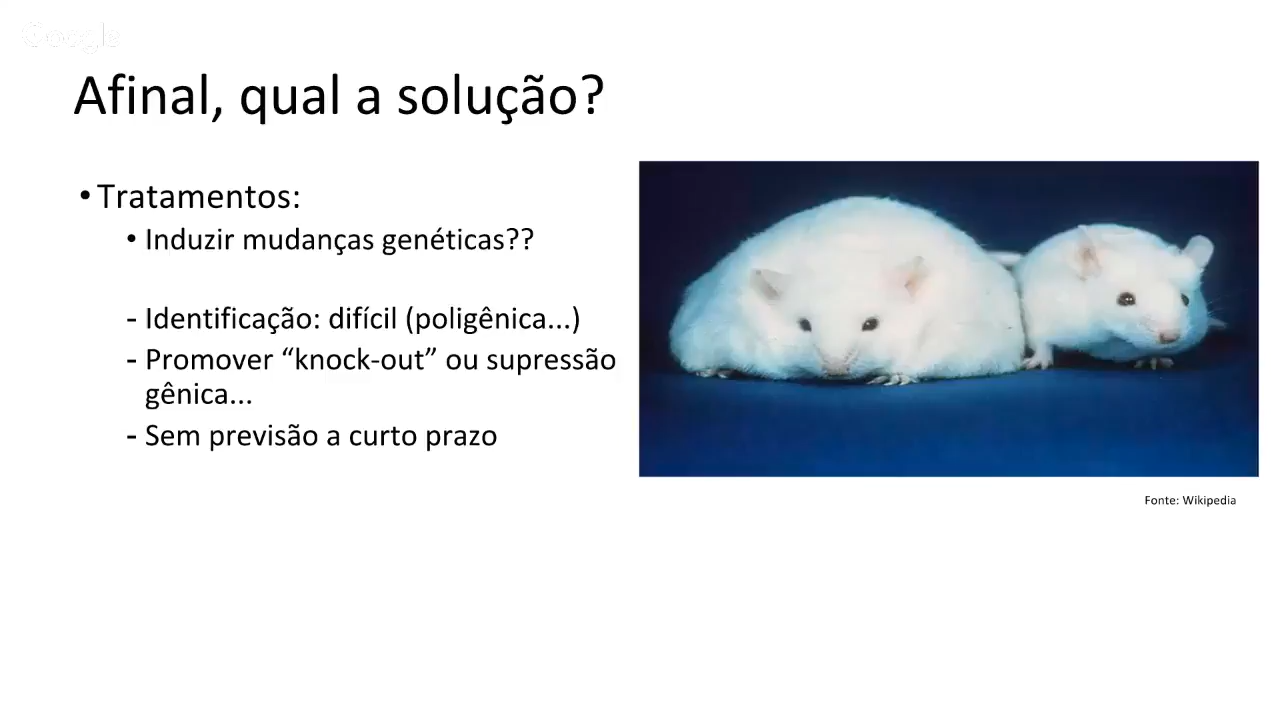 Google
Afinal, qual a solução?
• Tratamentos:
• Induzir mudanças genéticas??
- Identificação: difícil (poligênica...)
- Promover “knock-out” ou supressão
gênica...
- Sem previsão a curto prazo
Fonte: Wikipedia